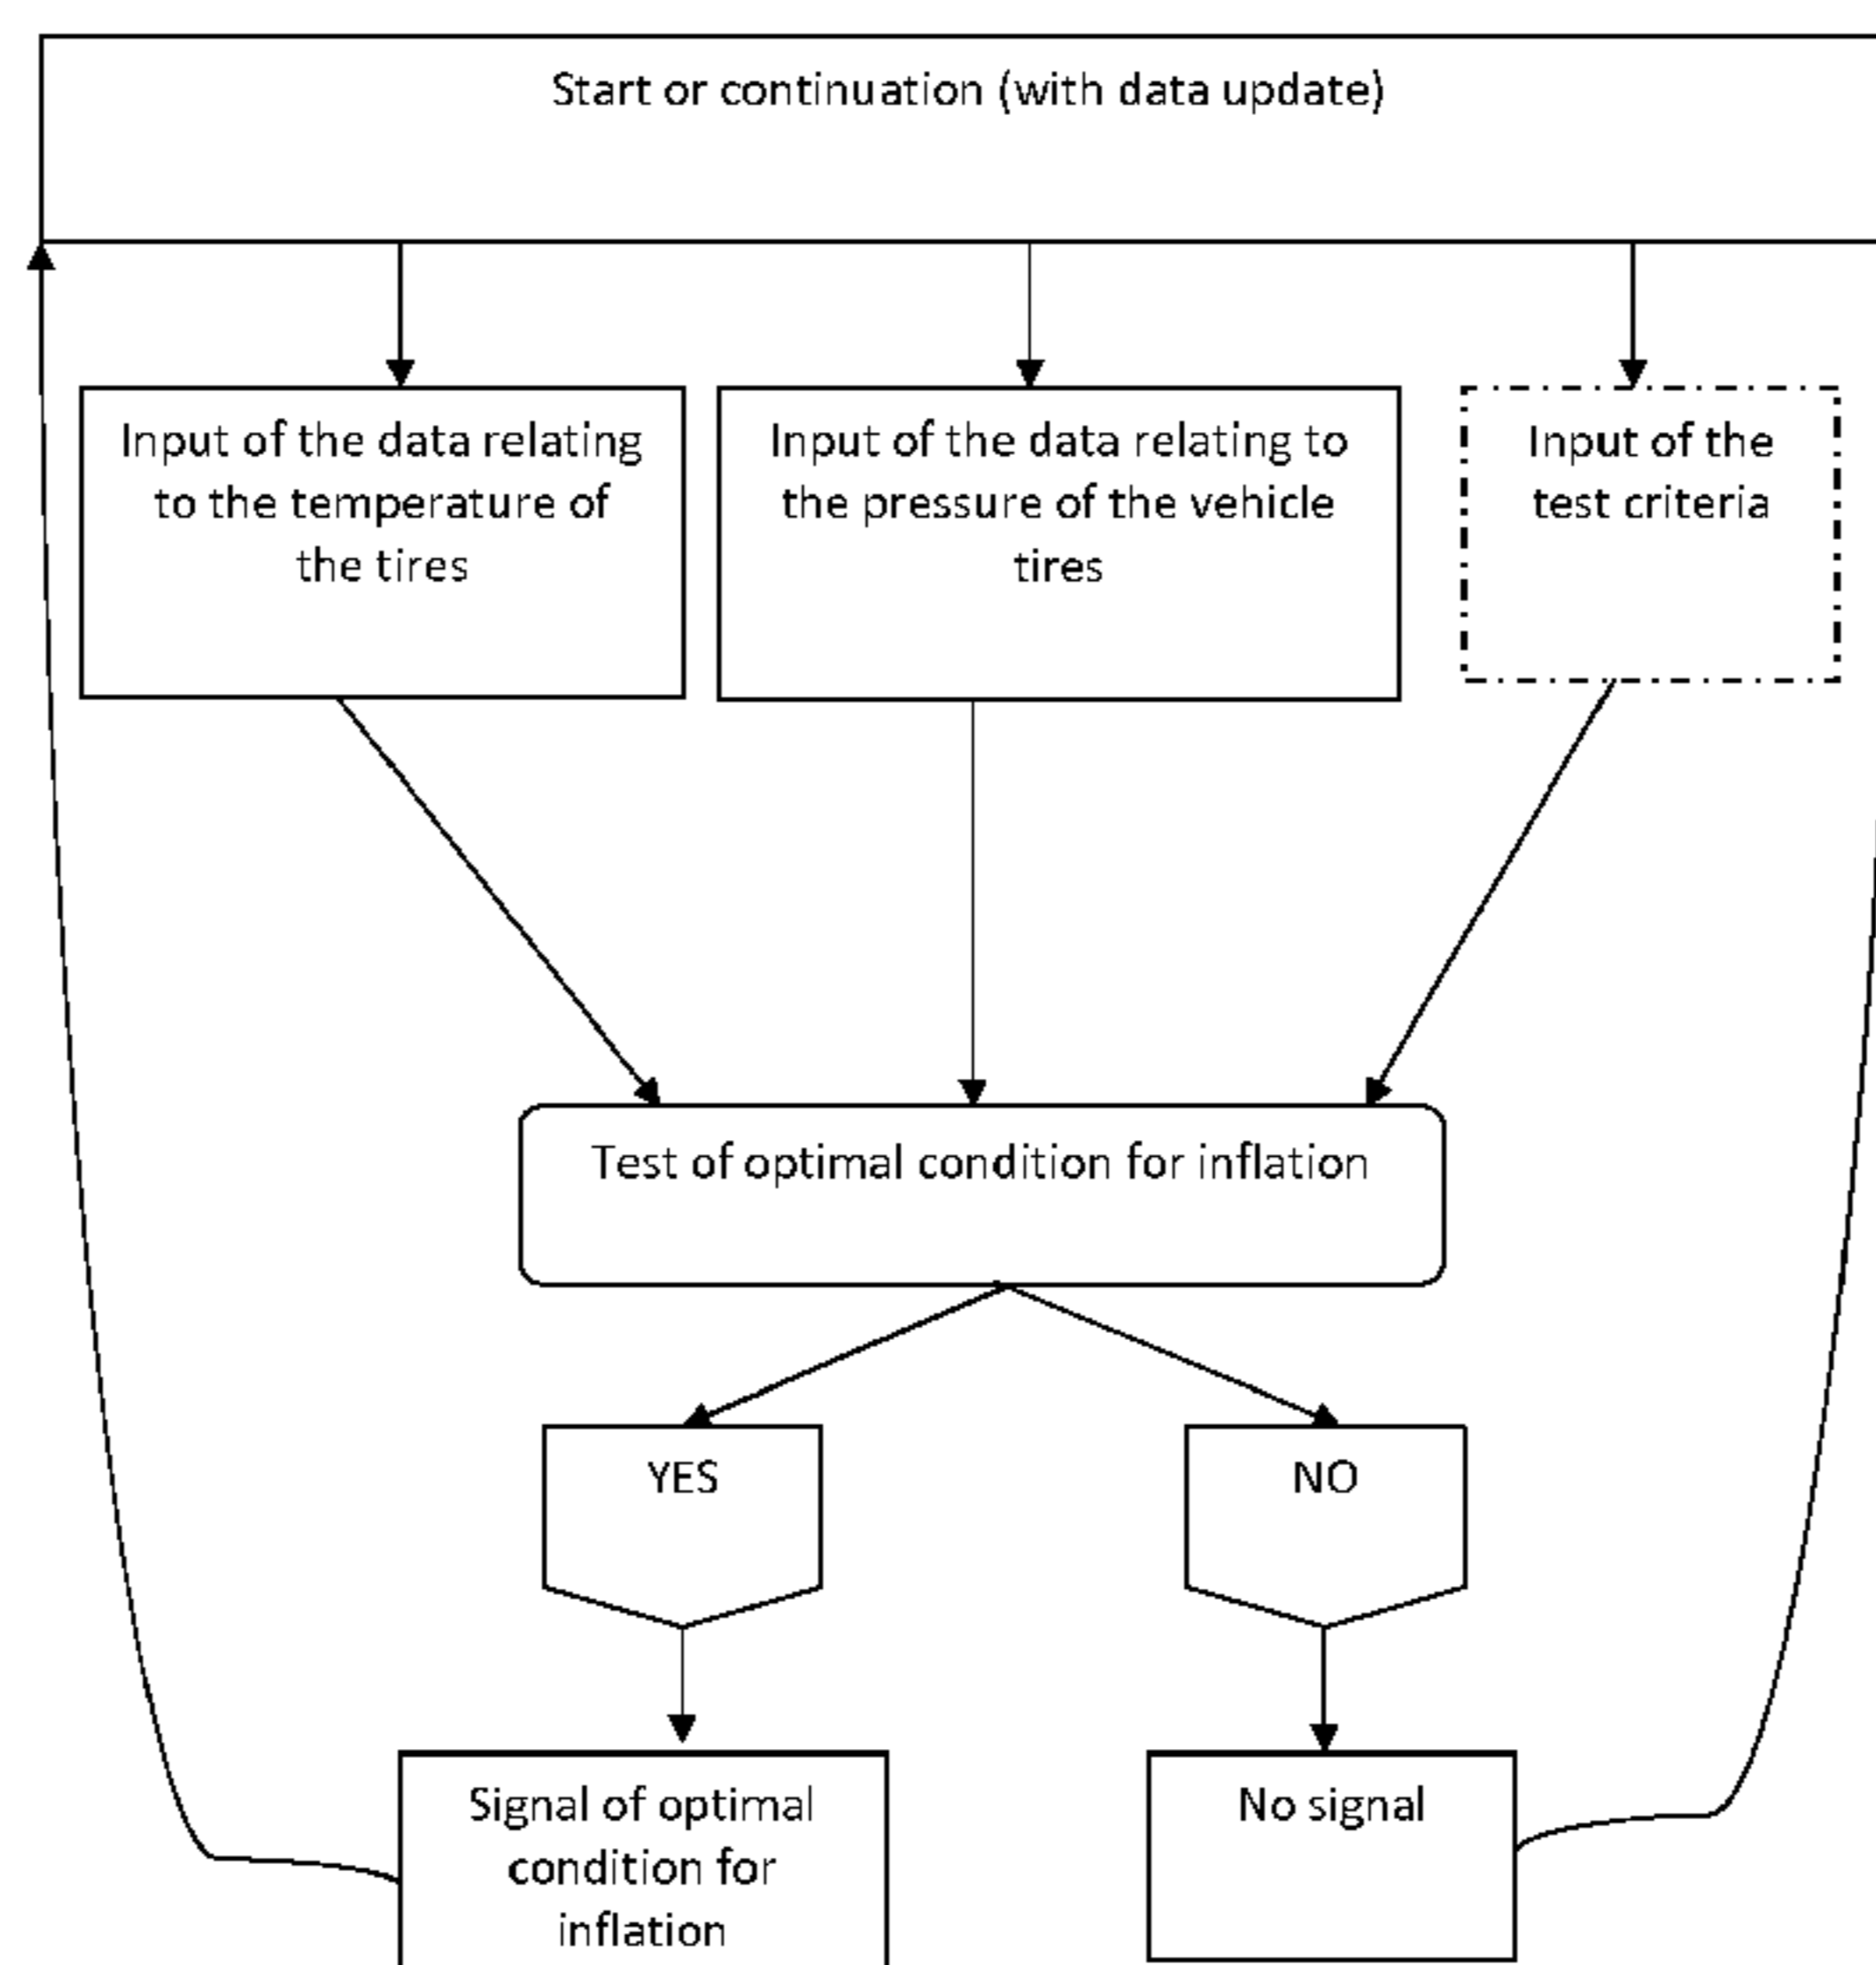 Start or continuation (with data update)
Input of the data relating
to the temperature of
the tires
Input of the data relating to
the pressure of the vehicle
tires
Input of the
test criteria
Test of optimal condition for inflation
YES
NO
Signal of optimal
condition for
inflation
No signal